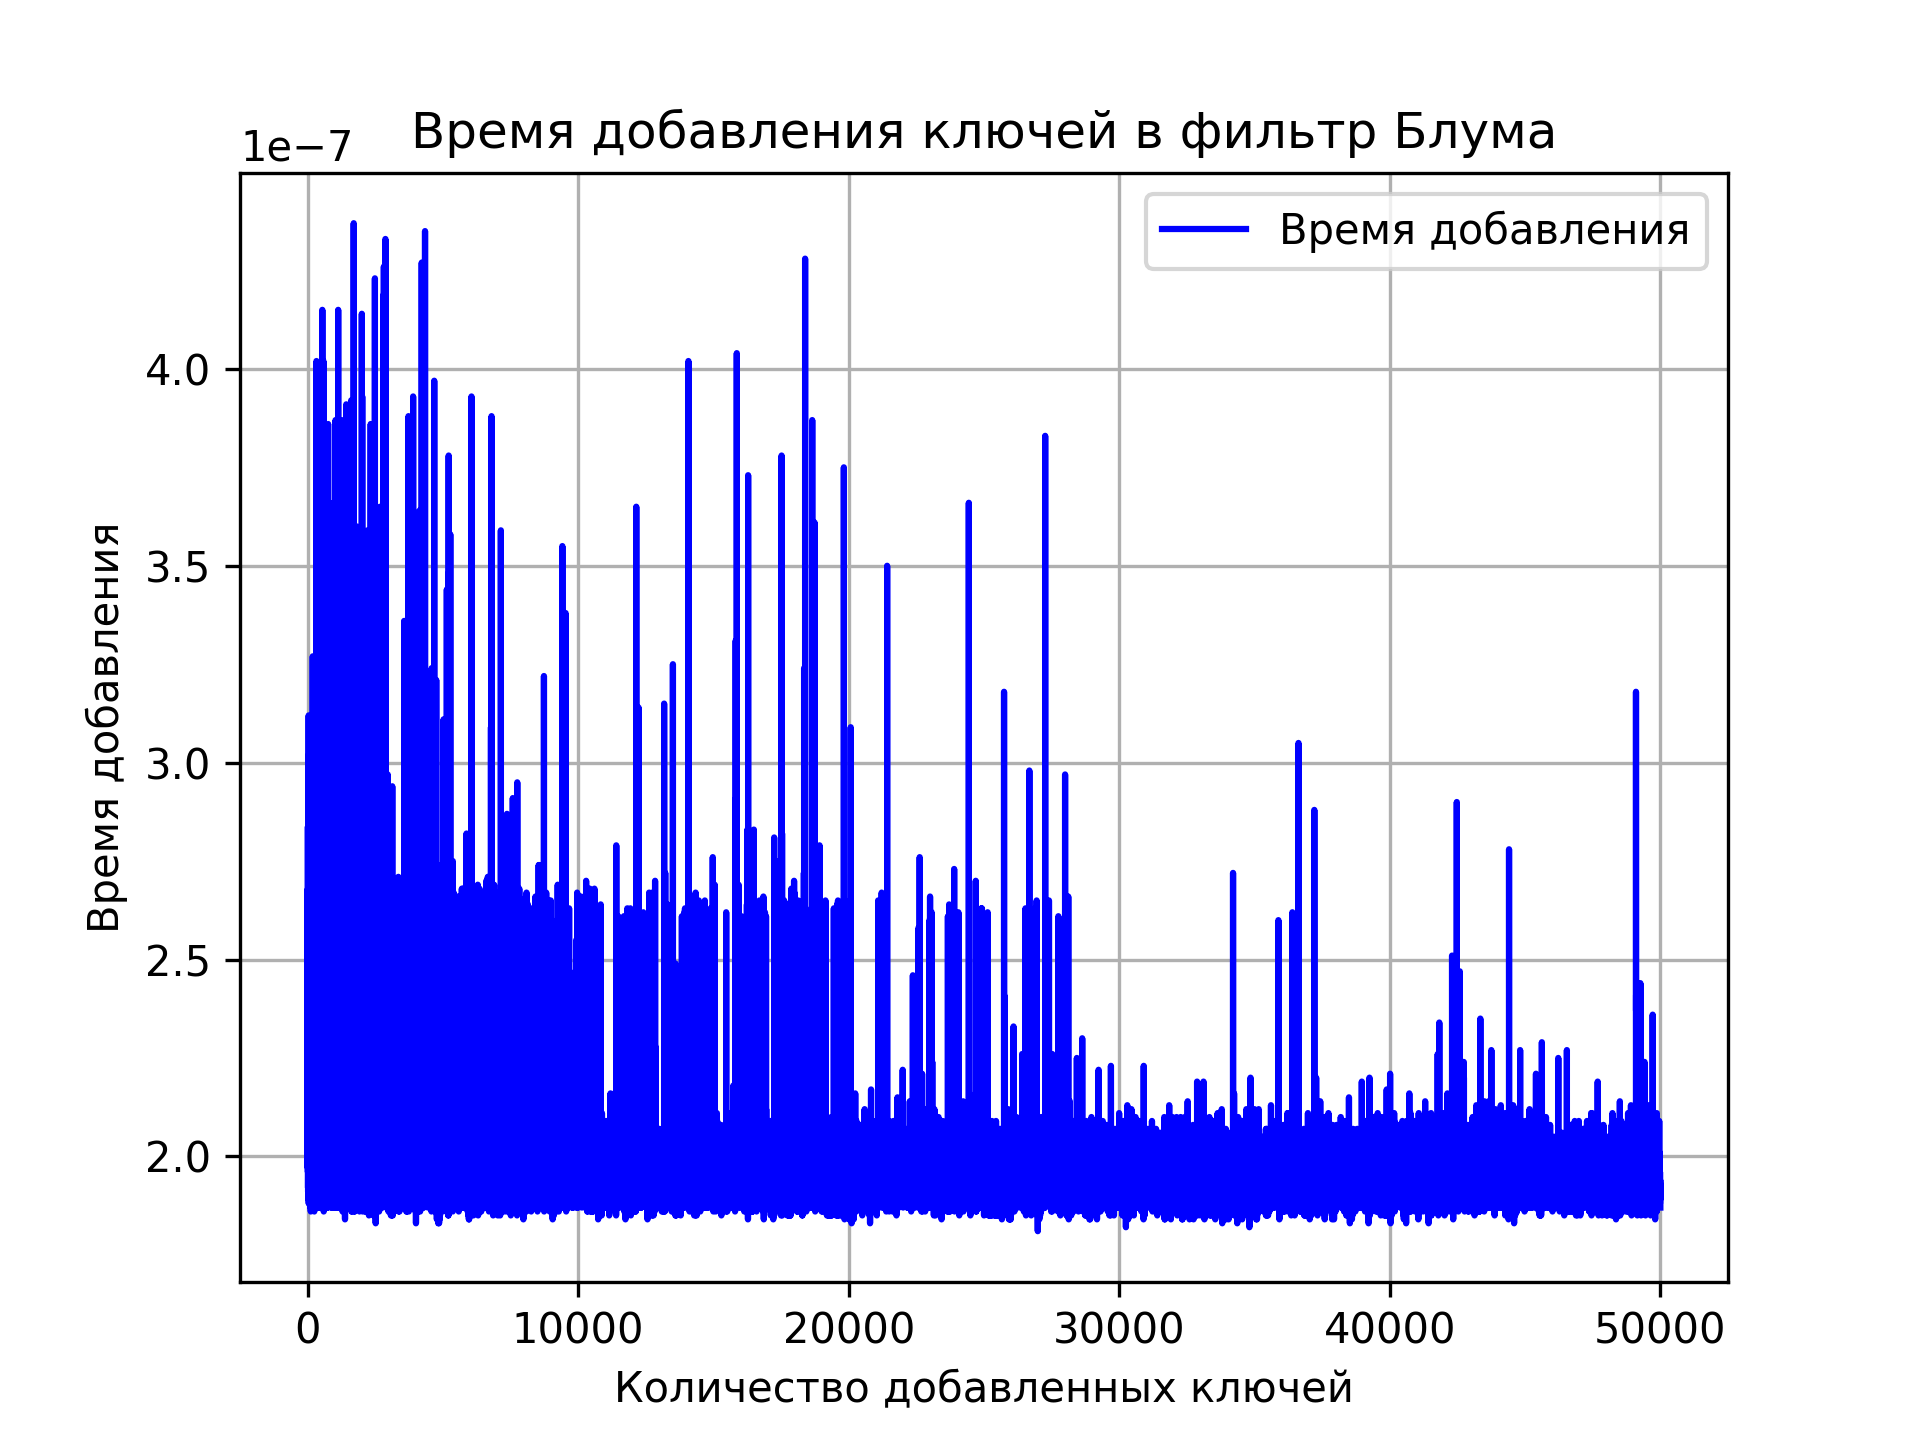 Время добавления ключей в фильтр Блума
1e−7
Время добавления
4.0
3.5
3.0
2.5
2.0
Время добавления
0 10000 20000 30000 40000 50000
Количество добавленных ключей